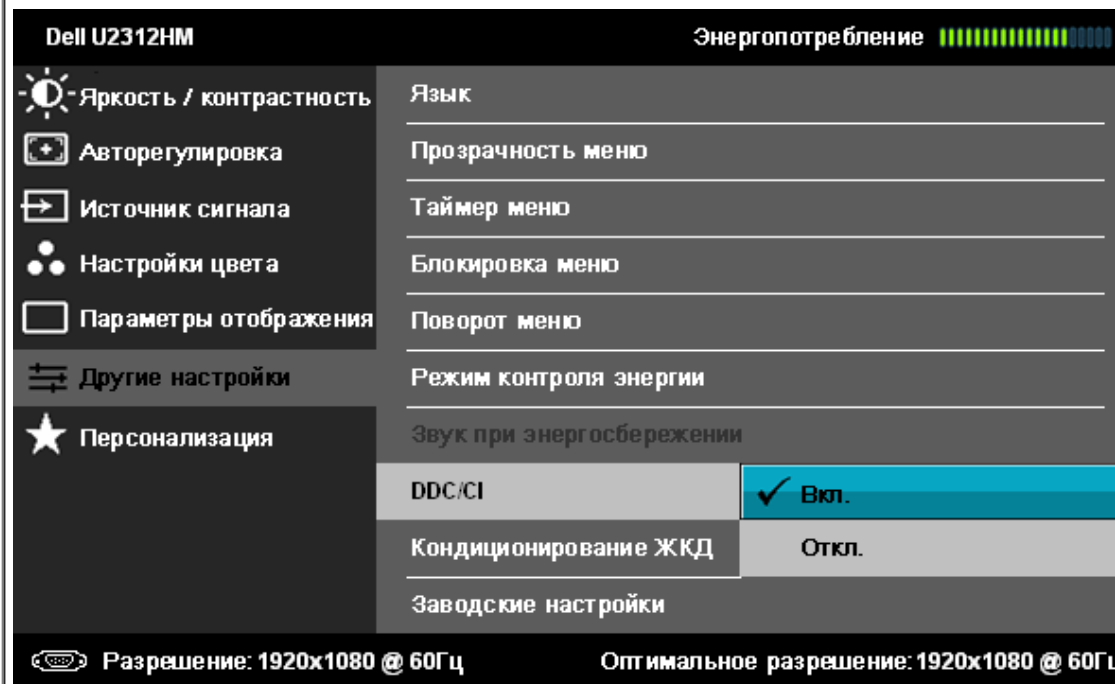 Dell U2312HM
Энергопотребление
Яркость / контрастность
Авторегулировка
Источник сигнала
Настройки цвета
Параметры отображения
Другие настройки
Персонализация
Язык
Прозрачность меню
Таймер меню
Блокировка меню
Поворот меню
Режим контроля энергии
Звук при энергосбережении
DDC/CI
Вкл.
Откл.
Кондиционирование ЖКД
Заводские настройки
Разрешение: 1920x1080 @ 60Гц
Оптимальное разрешение: 1920x1080 @ 60Гц